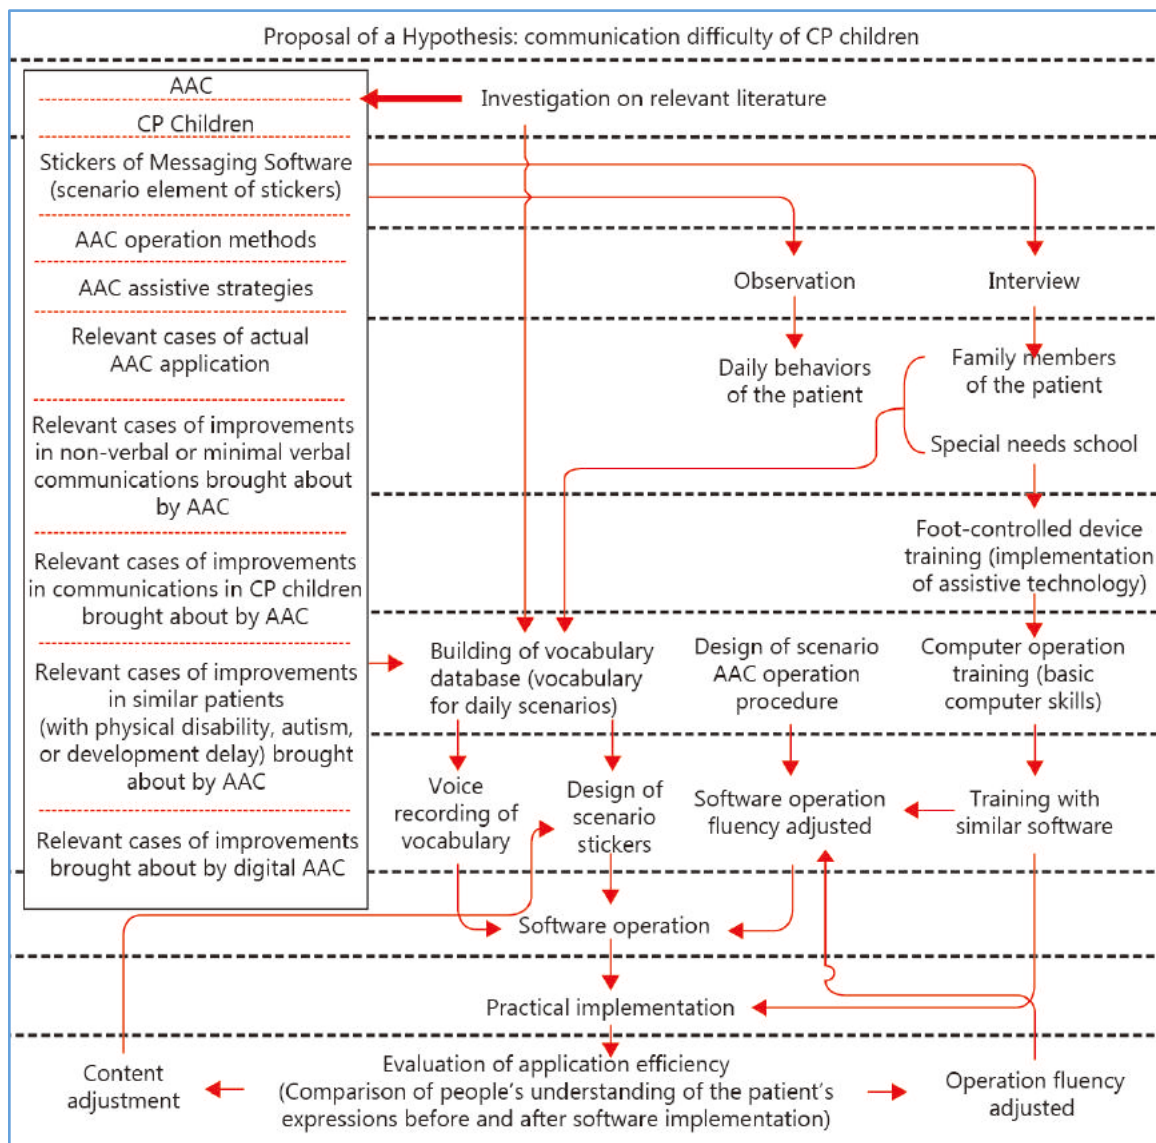 Proposal of a Hypothesis: communication difficulty of CP children
AAC
CP Children
Stickers of Messaging Software
(scenario element of stickers)
AAC operation methods
AAC assistive strategies
Relevant cases of actual
AAC application
Relevant cases of improvements
in non-verbal or minimal verbal
communications brought about
by AAC
Relevant cases of improvements
in communications in CP children
brought about by AAC
Relevant cases of improvements
in similar patients
(with physical disability, autism,
or development delay) brought
about by AAC
Relevant cases of improvements
brought about by digital AAC
Investigation on relevant literature
Observation
Interview
Daily behaviors
of the patient
Family members
of the patient
Special needs school
Foot-controlled device
training (implementation
of assistive technology)
Building of vocabulary
database (vocabulary
for daily scenarios)
Design of scenario
AAC operation
procedure
Computer operation
training (basic
computer skills)
Voice
recording of
vocabulary
Design of
scenario
stickers
Software operation
fluency adjusted
Training with
similar software
Software operation
Practical implementation
Content
adjustment
Evaluation of application efficiency
(Comparison of people's understanding of the patient's
expressions before and after software implementation)
Operation fluency
adjusted